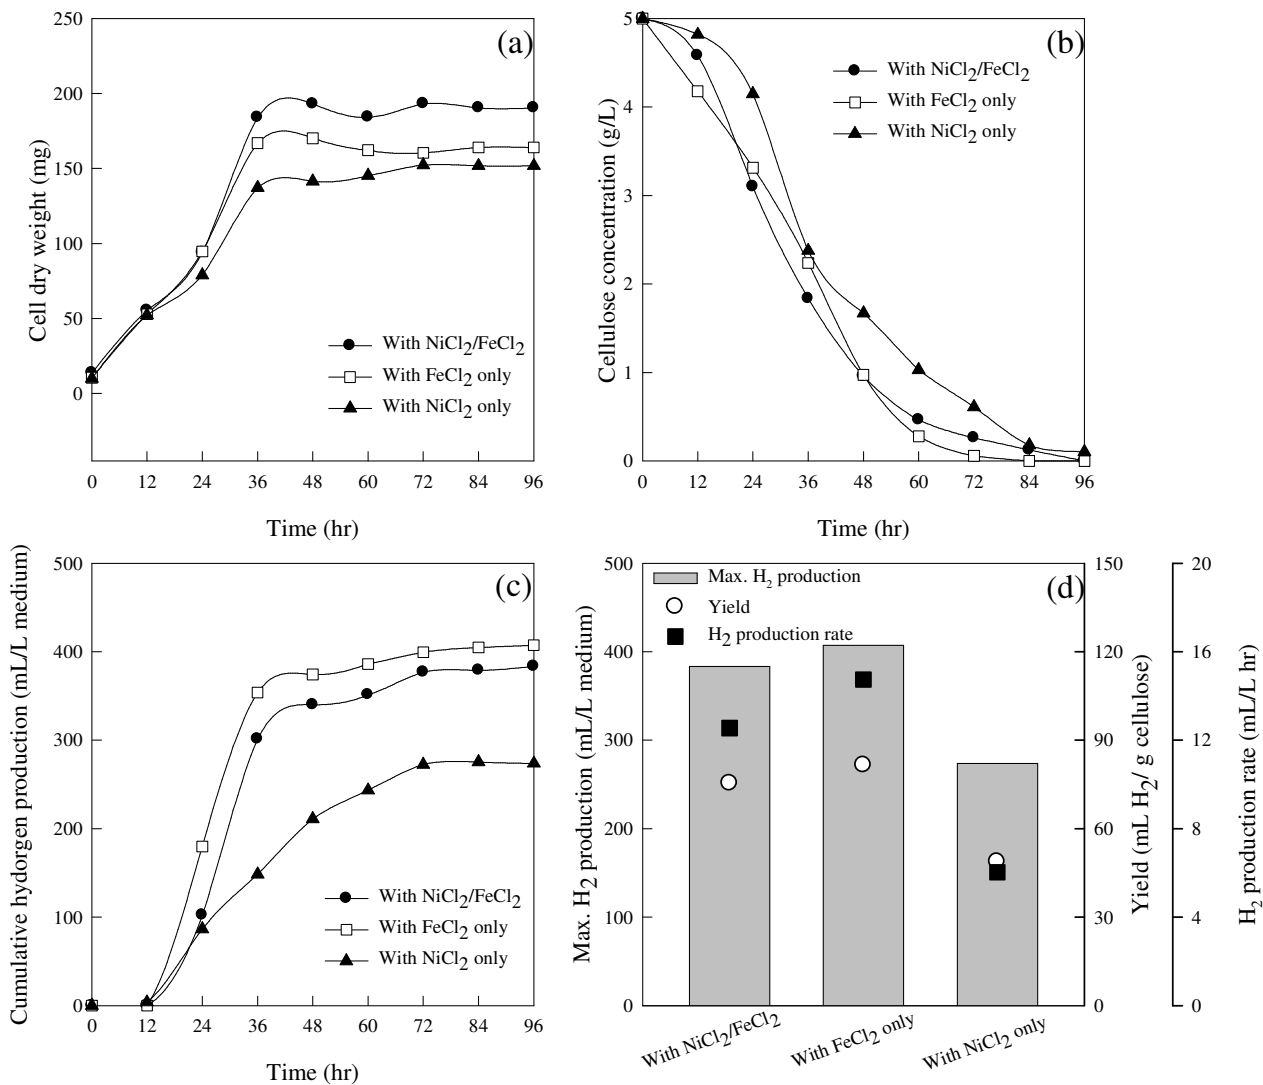 (a)
Cell dry weight (mg)
250
200
150
100
50
0
With NiCl2/FeCl2
With FeCl2 only
With NiCl2 only
0 12 24 36 48 60 72 84 96
Time (hr)
(b)
Cellulose concentration (g/L)
5
4
3
2
1
0
With NiCl2/FeCl2
With FeCl2 only
With NiCl2 only
0 12 24 36 48 60 72 84 96
Time (hr)
(c)
Cumulative hydorgen production (mL/L medium)
500
400
300
200
100
0
With NiCl2/FeCl2
With FeCl2 only
With NiCl2 only
0 12 24 36 48 60 72 84 96
Time (hr)
(d)
Max. H2 production (mL/L medium)
500
400
300
200
100
0
Max. H2 production
Yield
H2 production rate
With NiCl2/FeCl2
With FeCl2 only
With NiCl2 only
150
120
90
60
30
0
Yield (mL H2/ g cellulose)
20
16
12
8
4
0
H2 production rate (mL/L hr)